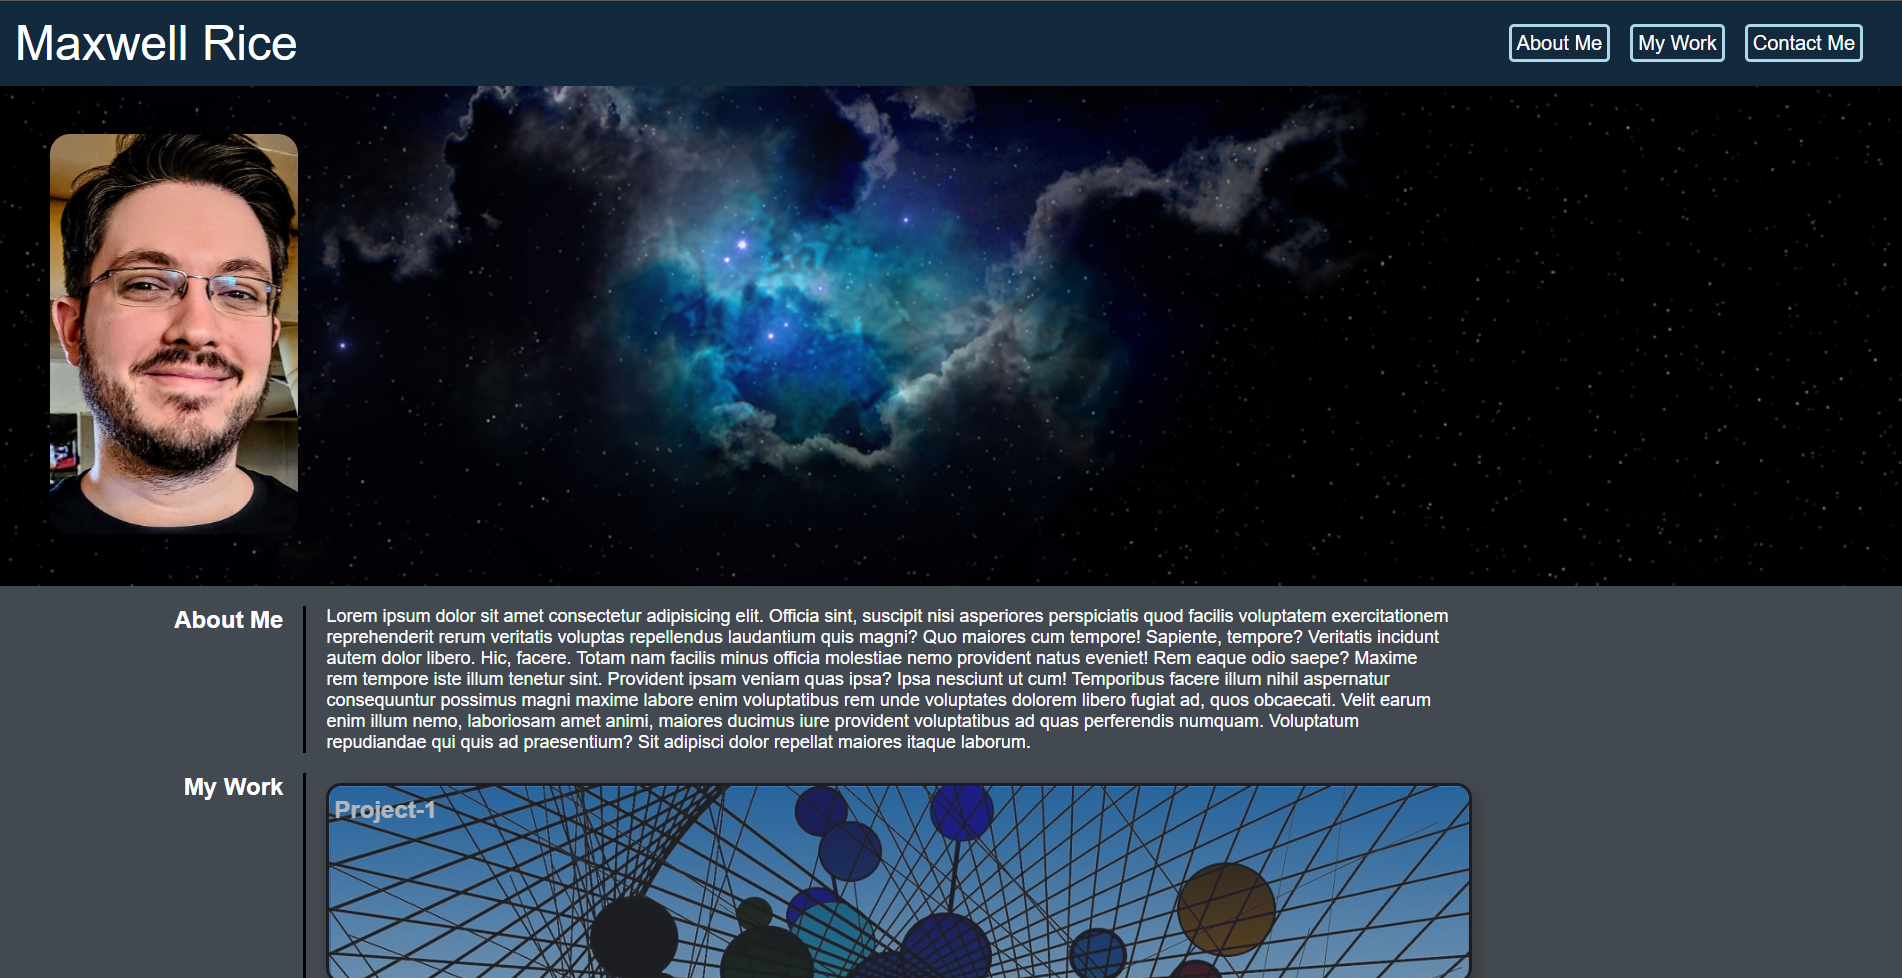 Maxwell Rice
About Me
My Work
Contact Me
About Me
Lorem ipsum dolor sit amet consectetur adipisicing elit. Officia sint, suscipit nisi asperiores perspiciatis quod facilis voluptatem exercitationem
reprehenderit rerum veritatis voluptas repellendus laudantium quis magni? Quo maiores cum tempore! Sapiente, tempore? Veritatis incidunt
autem dolor libero. Hic, facere. Totam nam facilis minus officia molestiae nemo provident natus eveniet! Rem eaque odio saepe? Maxime
rem tempore iste illum tenetur sint. Provident ipsam veniam quas ipsa? Ipsa nesciunt ut cum! Temporibus facere illum nihil aspernatur
consequuntur possimus magni maxime labore enim voluptatibus rem unde voluptates dolorem libero fugiat ad, quos obcaecati. Velit earum
enim illum nemo, laboriosam amet animi, maiores ducimus iure provident voluptatibus ad quas perferendis numquam. Voluptatum
repudiandae qui quis ad praesentium? Sit adipisci dolor repellat maiores itaque laborum.
My Work
Project-1